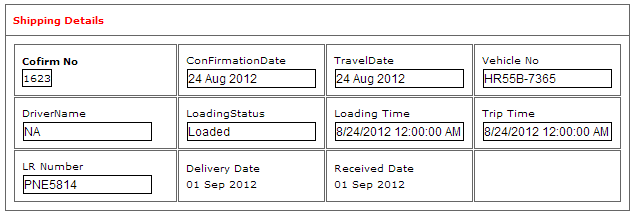 Shipping Details
Cofirm No
1623
ConFirmationDate
24 Aug 2012
TravelDate
24 Aug 2012
Vehicle No
HR55B-7365
DriverName
NA
LoadingStatus
Loaded
Loading Time
8/24/2012 12:00:00 AM
Trip Time
8/24/2012 12:00:00 AM
LR Number
PNE5814
Delivery Date
01 Sep 2012
Received Date
01 Sep 2012